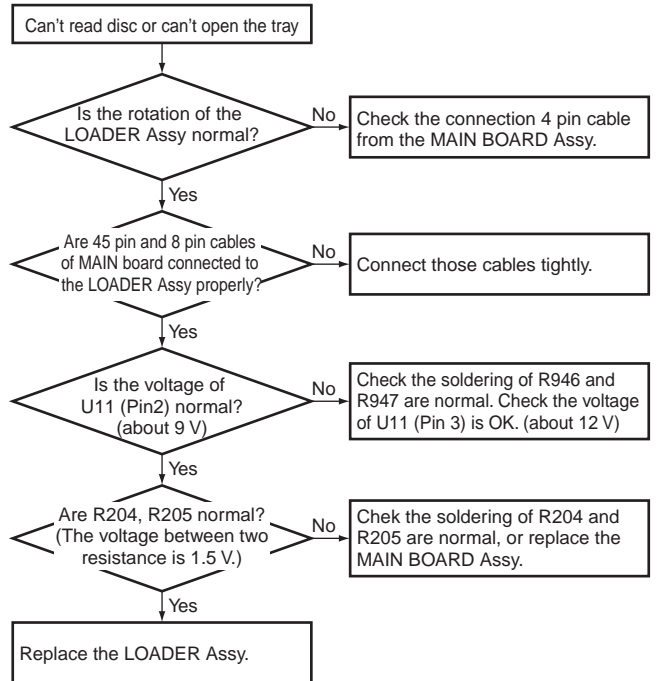 Can't read disc or can't open the tray
Is the rotation of the
LOADER Assy normal?
No
Check the connection 4 pin cable
from the MAIN BOARD Assy.
Yes
Are 45 pin and 8 pin cables
of MAIN board connected to
the LOADER Assy properly?
No
Connect those cables tightly.
Yes
Is the voltage of
U11 (Pin2) normal?
(about 9 V)
No
Check the soldering of R946 and
R947 are normal. Check the voltage
of U11 (Pin 3) is OK. (about 12 V)
Yes
Are R204, R205 normal?
(The voltage between two
resistance is 1.5 V.)
No
Chek the soldering of R204 and
R205 are normal, or replace the
MAIN BOARD Assy.
Yes
Replace the LOADER Assy.